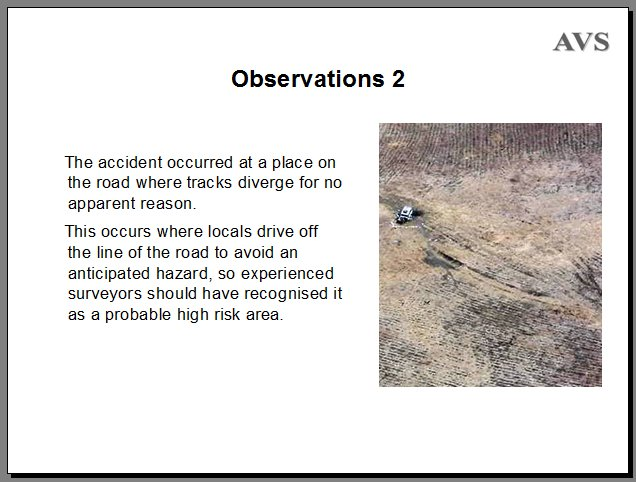 AVS
Observations 2
The accident occurred at a place on
the road where tracks diverge for no
apparent reason.
This occurs where locals drive off
the line of the road to avoid an
anticipated hazard, so experienced
surveyors should have recognised it
as a probable high risk area.